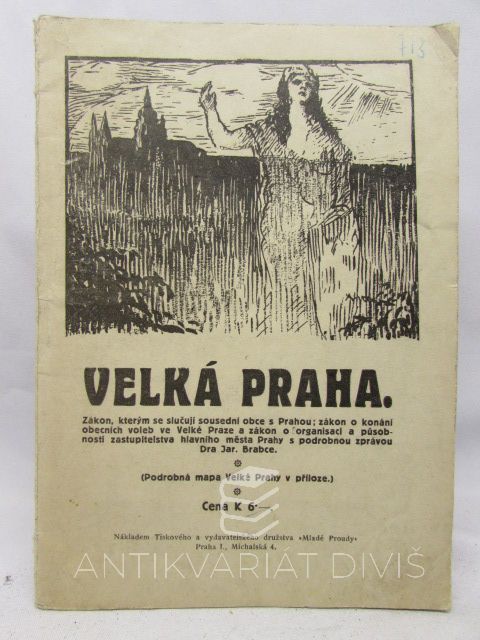 713
VELKÁ PRAHA.
Zákon, kterým se slučují sousední obce s Prahou; zákon o konání
obecních voleb ve Velké Praze a zákon o organisaci a působ-
nosti zastupitelstva hlavního města Prahy s podrobnou zprávou
Dra Jar. Brabce.
(Podrobná mapa Velké Prahy v příloze.)
Cena K 6·—.
Nákladem Tiskového a vydavatelského družstva »Mladé Proudy«
Praha I., Michalská 4.
ANTIKVARIÁT DIVIŠ